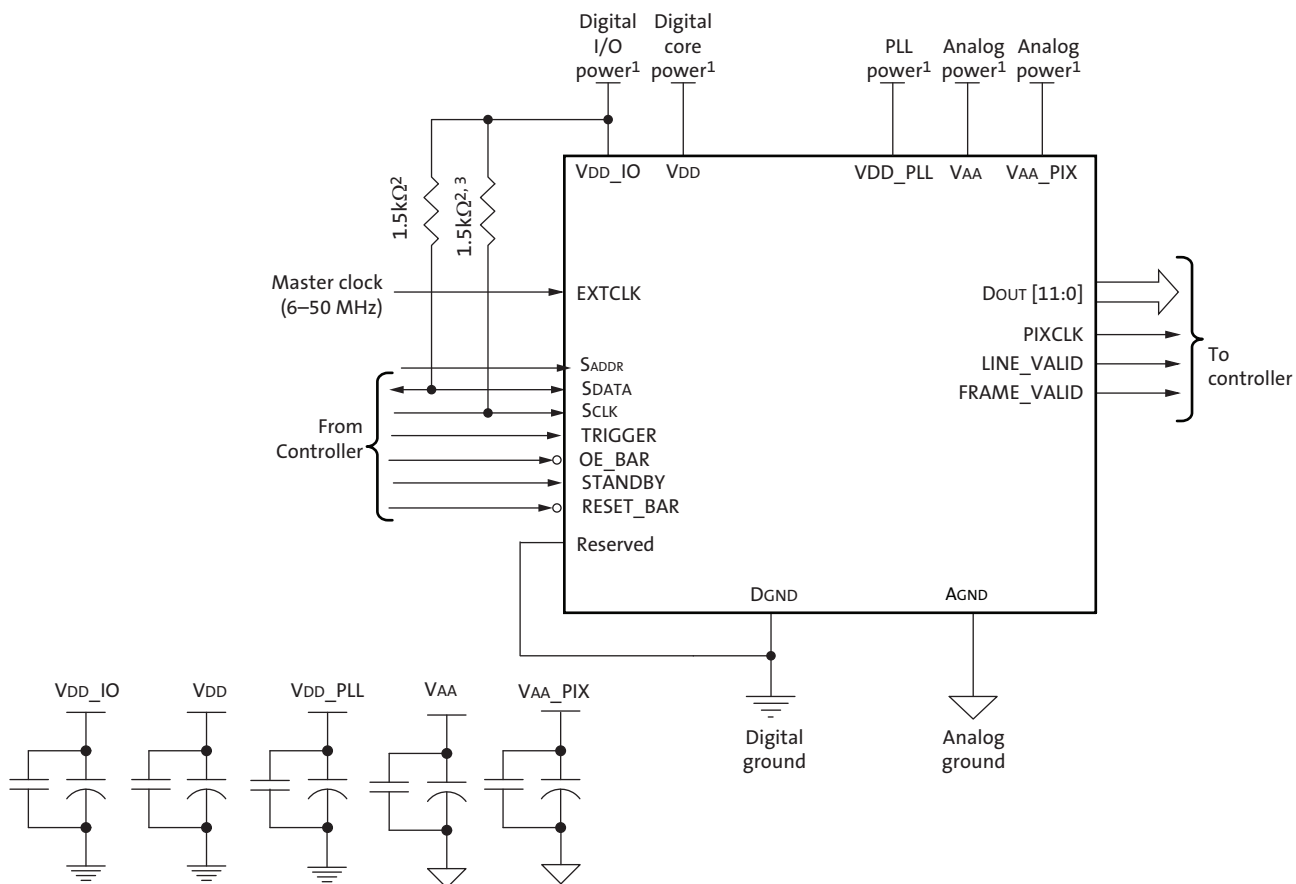 Digital
I/O
power1
Digital
core
power1
PLL
power1
Analog
power1
Analog
power1
VDD_IO
VDD
VDD_PLL
VAA
VAA_PIX
1.5kΩ2
1.5kΩ2, 3
Master clock
(6–50 MHz)
EXTCLK
SADDR
SDATA
SCLK
TRIGGER
OE_BAR
STANDBY
RESET_BAR
Reserved
From
Controller
DOUT [11:0]
PIXCLK
LINE_VALID
FRAME_VALID
To
controller
DGND
AGND
Digital
ground
Analog
ground
VDD_IO
VDD
VDD_PLL
VAA
VAA_PIX